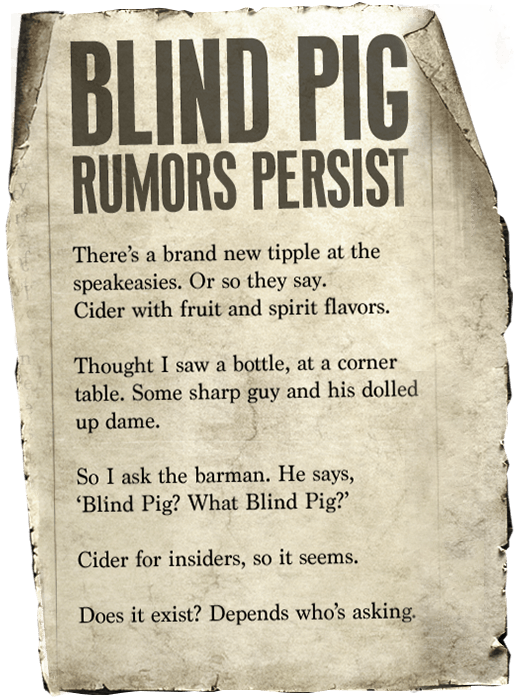 BLIND PIG
RUMORS PERSIST
There's a brand new tipple at the
speakeasies. Or so they say.
Cider with fruit and spirit flavors.
Thought I saw a bottle, at a corner
table. Some sharp guy and his dolled
up dame.
So I ask the barman. He says,
‘Blind Pig? What Blind Pig?’
Cider for insiders, so it seems.
Does it exist? Depends who's asking.